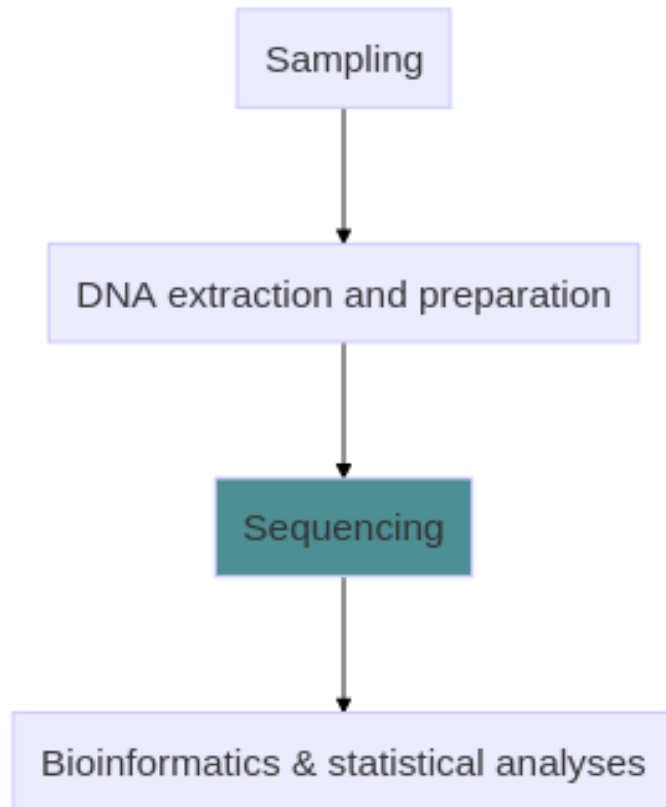 Sampling
DNA extraction and preparation
Sequencing
Bioinformatics & statistical analyses